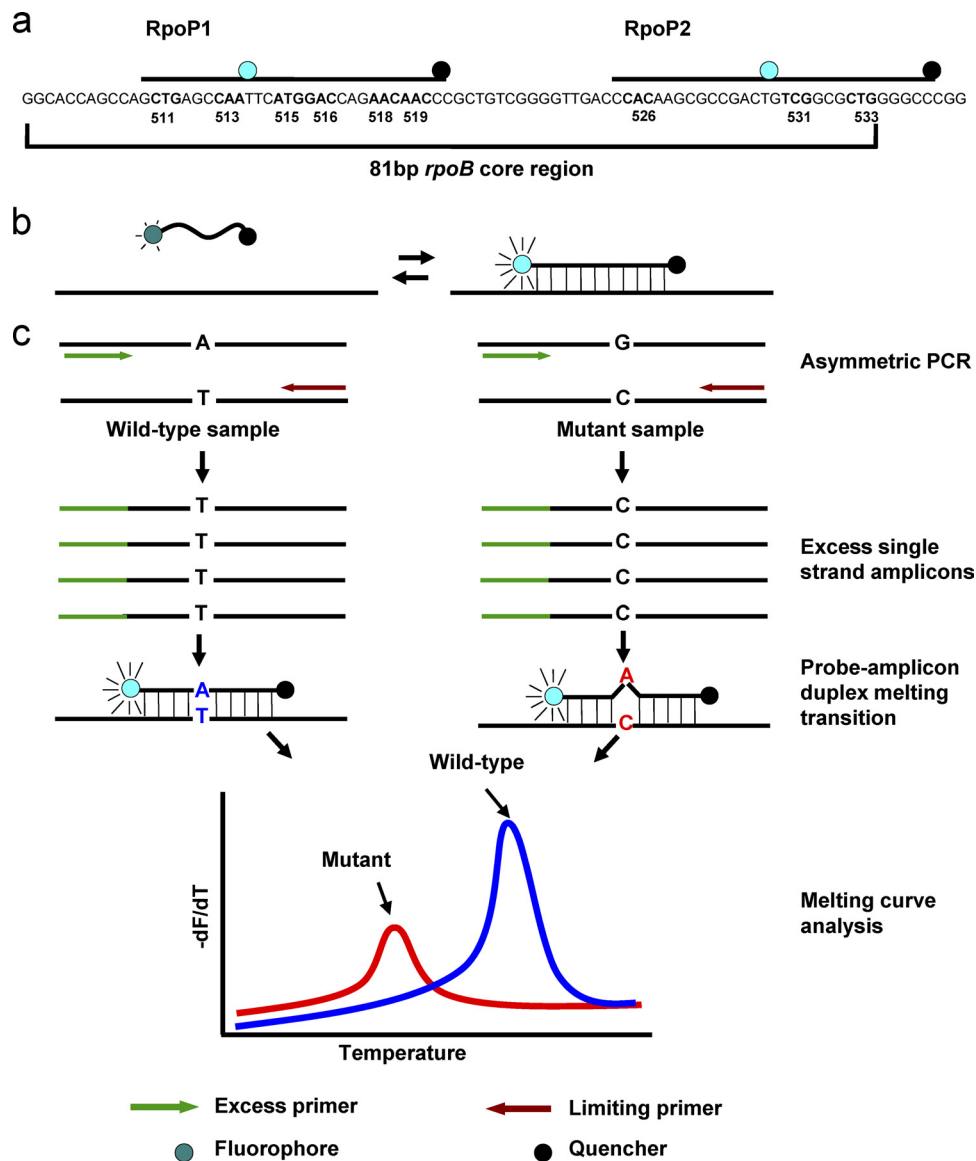 a
RpoP1 RpoP2
GGCACCAGCCAGCTGAGCCAATTCATGGACCAGAACAACCCGCTGTCGGGGTTGACCCACAAGCGCCGACTGTCGGCGCTGGGGCCCGG
511 513 515 516 518 519 526 531 533
81bp rpoB core region
b
c
A G
Asymmetric PCR
T C
Wild-type sample Mutant sample
T C
T C
Excess single
strand amplicons
T C
T C
Probe-amplicon
duplex melting
transition
A A
T C
Wild-type
Mutant
-dF/dT
Melting curve
analysis
Temperature
Excess primer Limiting primer
Fluorophore Quencher